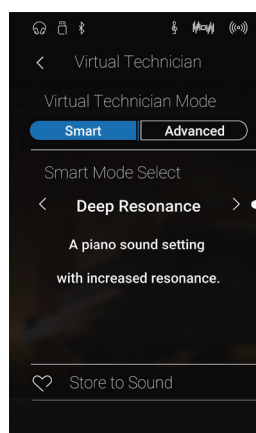 Virtual Technician
Virtual Technician Mode
Smart Advanced
Smart Mode Select
Deep Resonance
A piano sound setting
with increased resonance.
Store to Sound